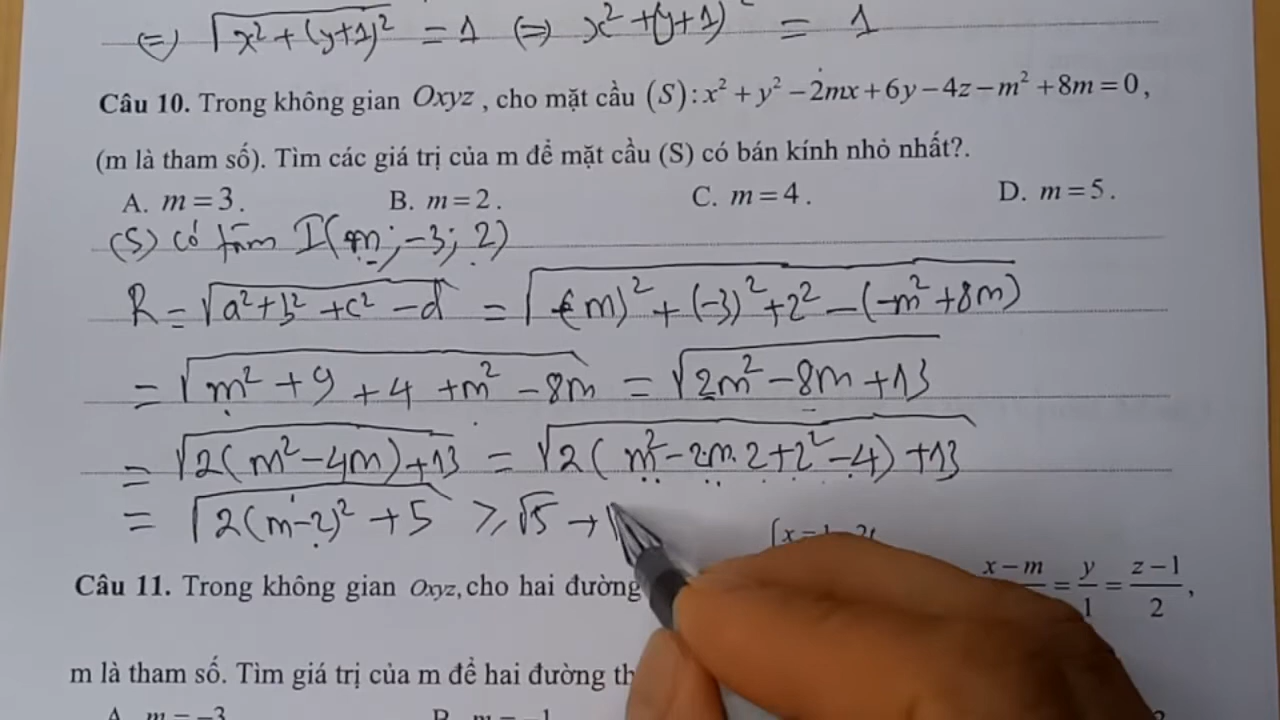 ⇔ √(x² + (y+1)²) = 1 ⇔ x² + (y+1)² = 1
Câu 10. Trong không gian Oxyz, cho mặt cầu (S): x² + y² − 2mx + 6y − 4z − m² + 8m = 0,
(m là tham số). Tìm các giá trị của m để mặt cầu (S) có bán kính nhỏ nhất?.
A. m = 3. B. m = 2. C. m = 4. D. m = 5.
(S) có tâm I(m; −3; 2)
R = √(a² + b² + c² − d) = √((m)² + (−3)² + 2² − (−m² + 8m))
= √(m² + 9 + 4 + m² − 8m) = √(2m² − 8m + 13)
= √(2(m² − 4m) + 13) = √(2(m² − 2m.2 + 2² − 4) + 13)
= √(2(m−2)² + 5) ≥ √5 →
Câu 11. Trong không gian Oxyz, cho hai đường (x − m)/ = y/1 = (z − 1)/2,
m là tham số. Tìm giá trị của m để hai đường
A. m = −3 B. m = −1